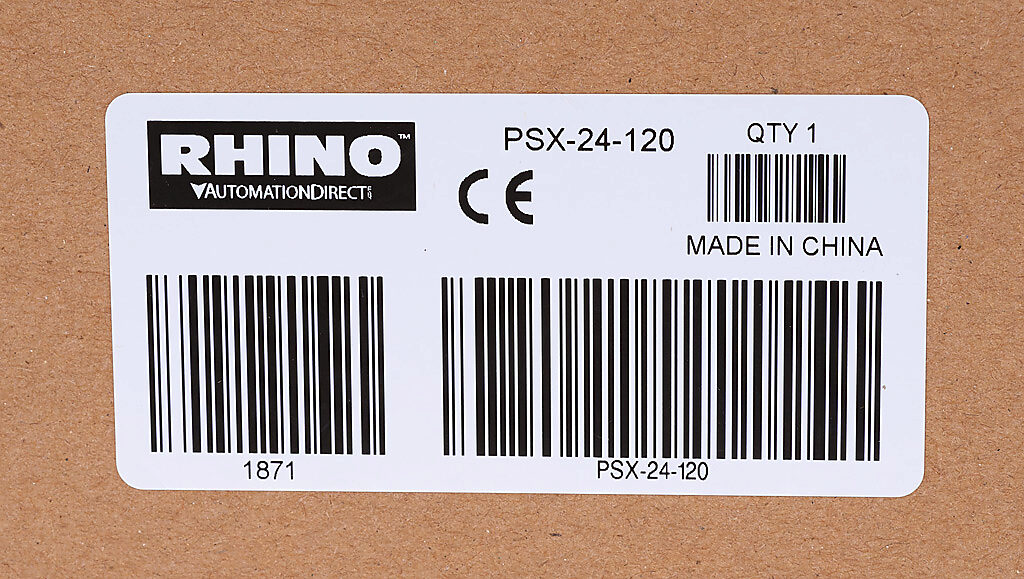 RHINO™
AUTOMATIONDIRECT
PSX-24-120
CE
QTY 1
MADE IN CHINA
1871
PSX-24-120